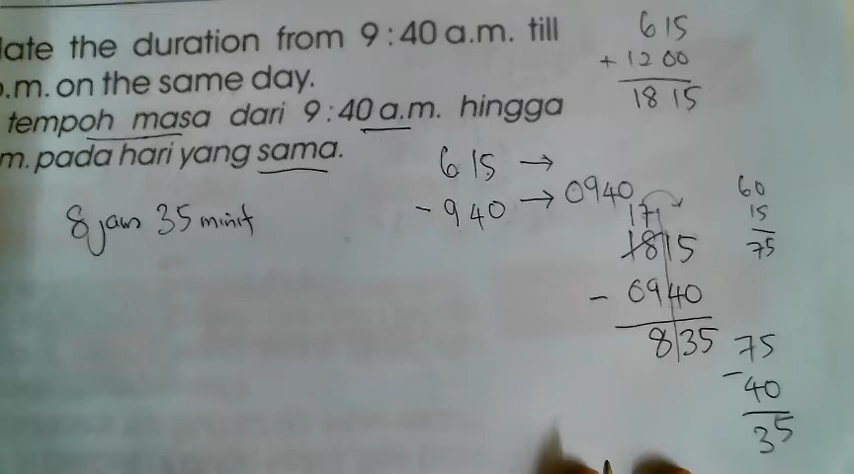 late the duration from 9:40 a.m. till
.m. on the same day.
tempoh masa dari 9:40 a.m. hingga
m. pada hari yang sama.
8 jam 35 minit
615
+ 1200
1815
615 →
- 940 → 0940
17
1815
- 0940
8 35
60
15
75
75
- 40
35